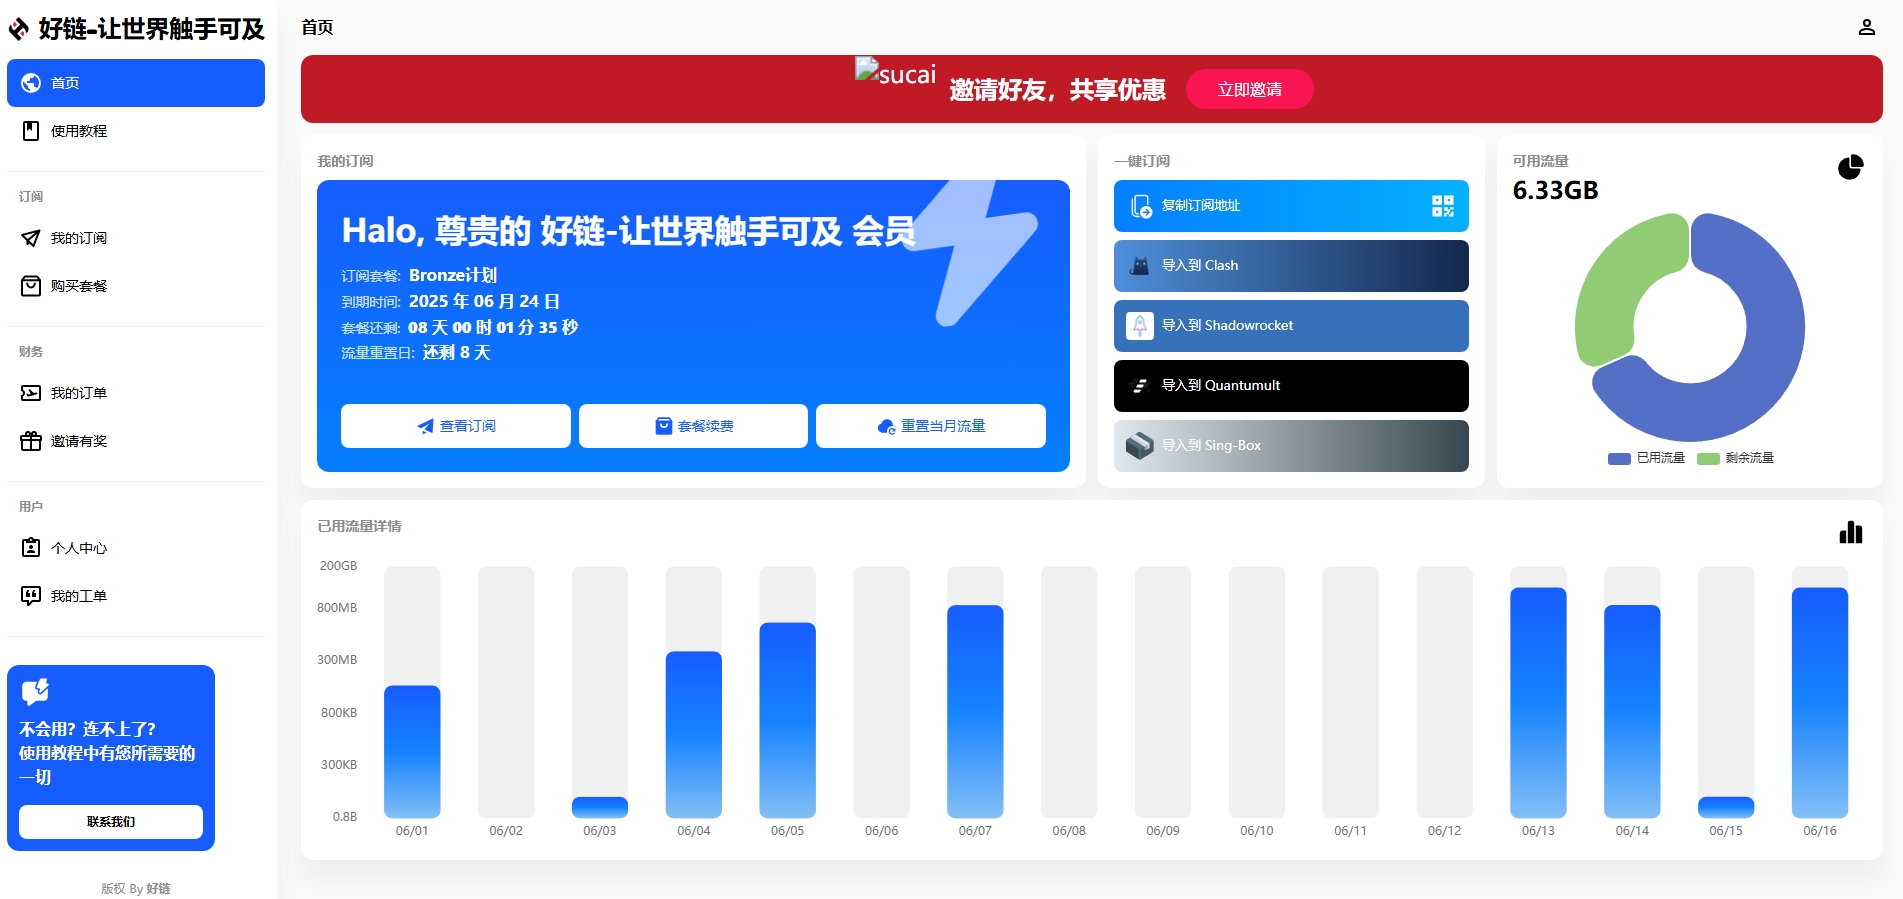 好链-让世界触手可及
首页
使用教程
订阅
我的订阅
购买套餐
财务
我的订单
邀请有奖
用户
个人中心
我的工单
不会用？连不上了？
使用教程中有您所需要的
一切
联系我们
版权 By 好链
首页
sucai 邀请好友，共享优惠 立即邀请
我的订阅
Halo, 尊贵的 好链-让世界触手可及 会员
订阅套餐: Bronze计划
到期时间: 2025 年 06 月 24 日
套餐还剩: 08 天 00 时 01 分 35 秒
流量重置日: 还剩 8 天
查看订阅 套餐续费 重置当月流量
一键订阅
复制订阅地址
导入到 Clash
导入到 Shadowrocket
导入到 Quantumult
导入到 Sing-Box
可用流量
6.33GB
已用流量 剩余流量
已用流量详情
200GB
800MB
300MB
800KB
300KB
0.8B
06/01 06/02 06/03 06/04 06/05 06/06 06/07 06/08 06/09 06/10 06/11 06/12 06/13 06/14 06/15 06/16